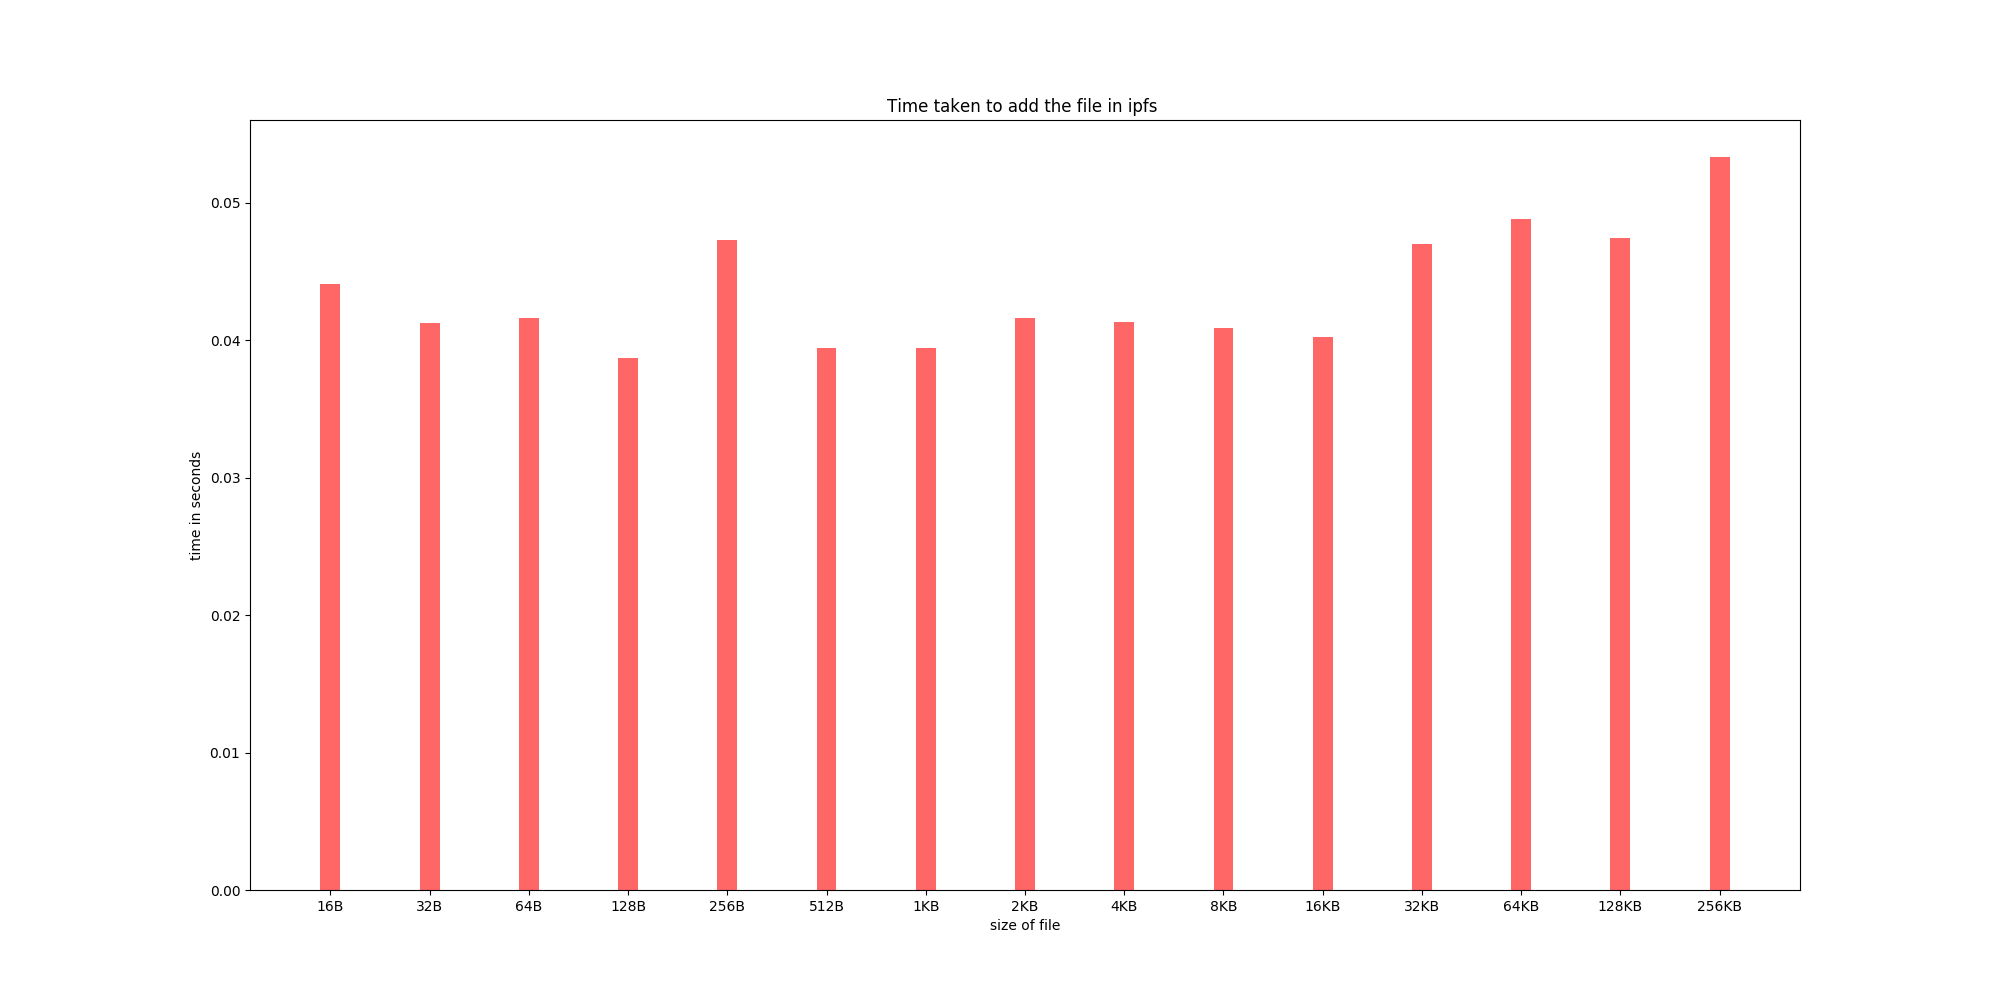 Time taken to add the file in ipfs
0.05
0.04
0.03
0.02
0.01
0.00
time in seconds
16B 32B 64B 128B 256B 512B 1KB 2KB 4KB 8KB 16KB 32KB 64KB 128KB 256KB
size of file